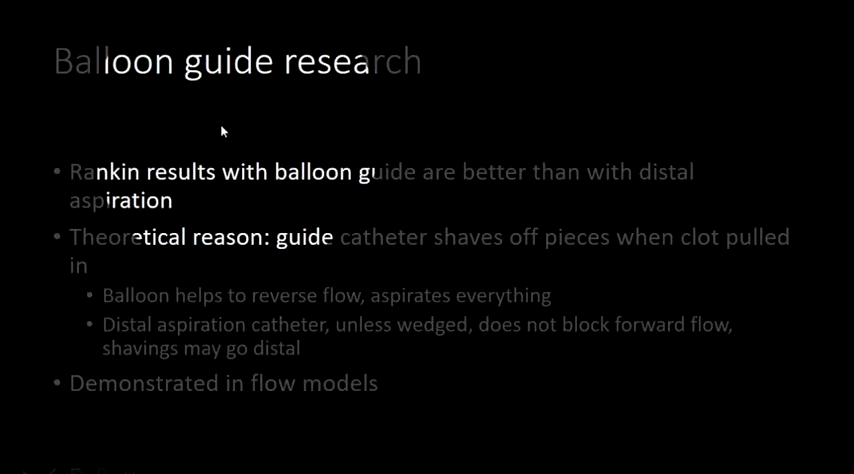 Balloon guide research
• Rankin results with balloon guide are better than with distal
aspiration
• Theoretical reason: guide catheter shaves off pieces when clot pulled
in
• Balloon helps to reverse flow, aspirates everything
• Distal aspiration catheter, unless wedged, does not block forward flow,
shavings may go distal
• Demonstrated in flow models